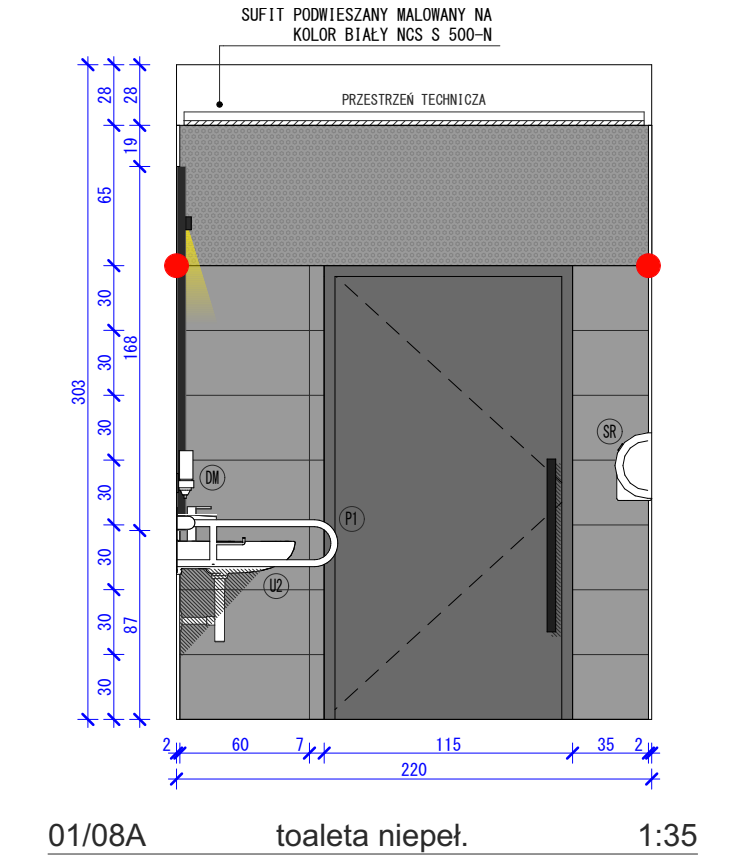 SUFIT PODWIESZANY MALOWANY NA
KOLOR BIAŁY NCS S 500-N
PRZESTRZEŃ TECHNICZA
28
28
19
65
30
168
30
303
30
SR
30
DM
P1
30
U2
30
87
30
2
60
7
115
35
2
220
01/08A toaleta niepeł. 1:35